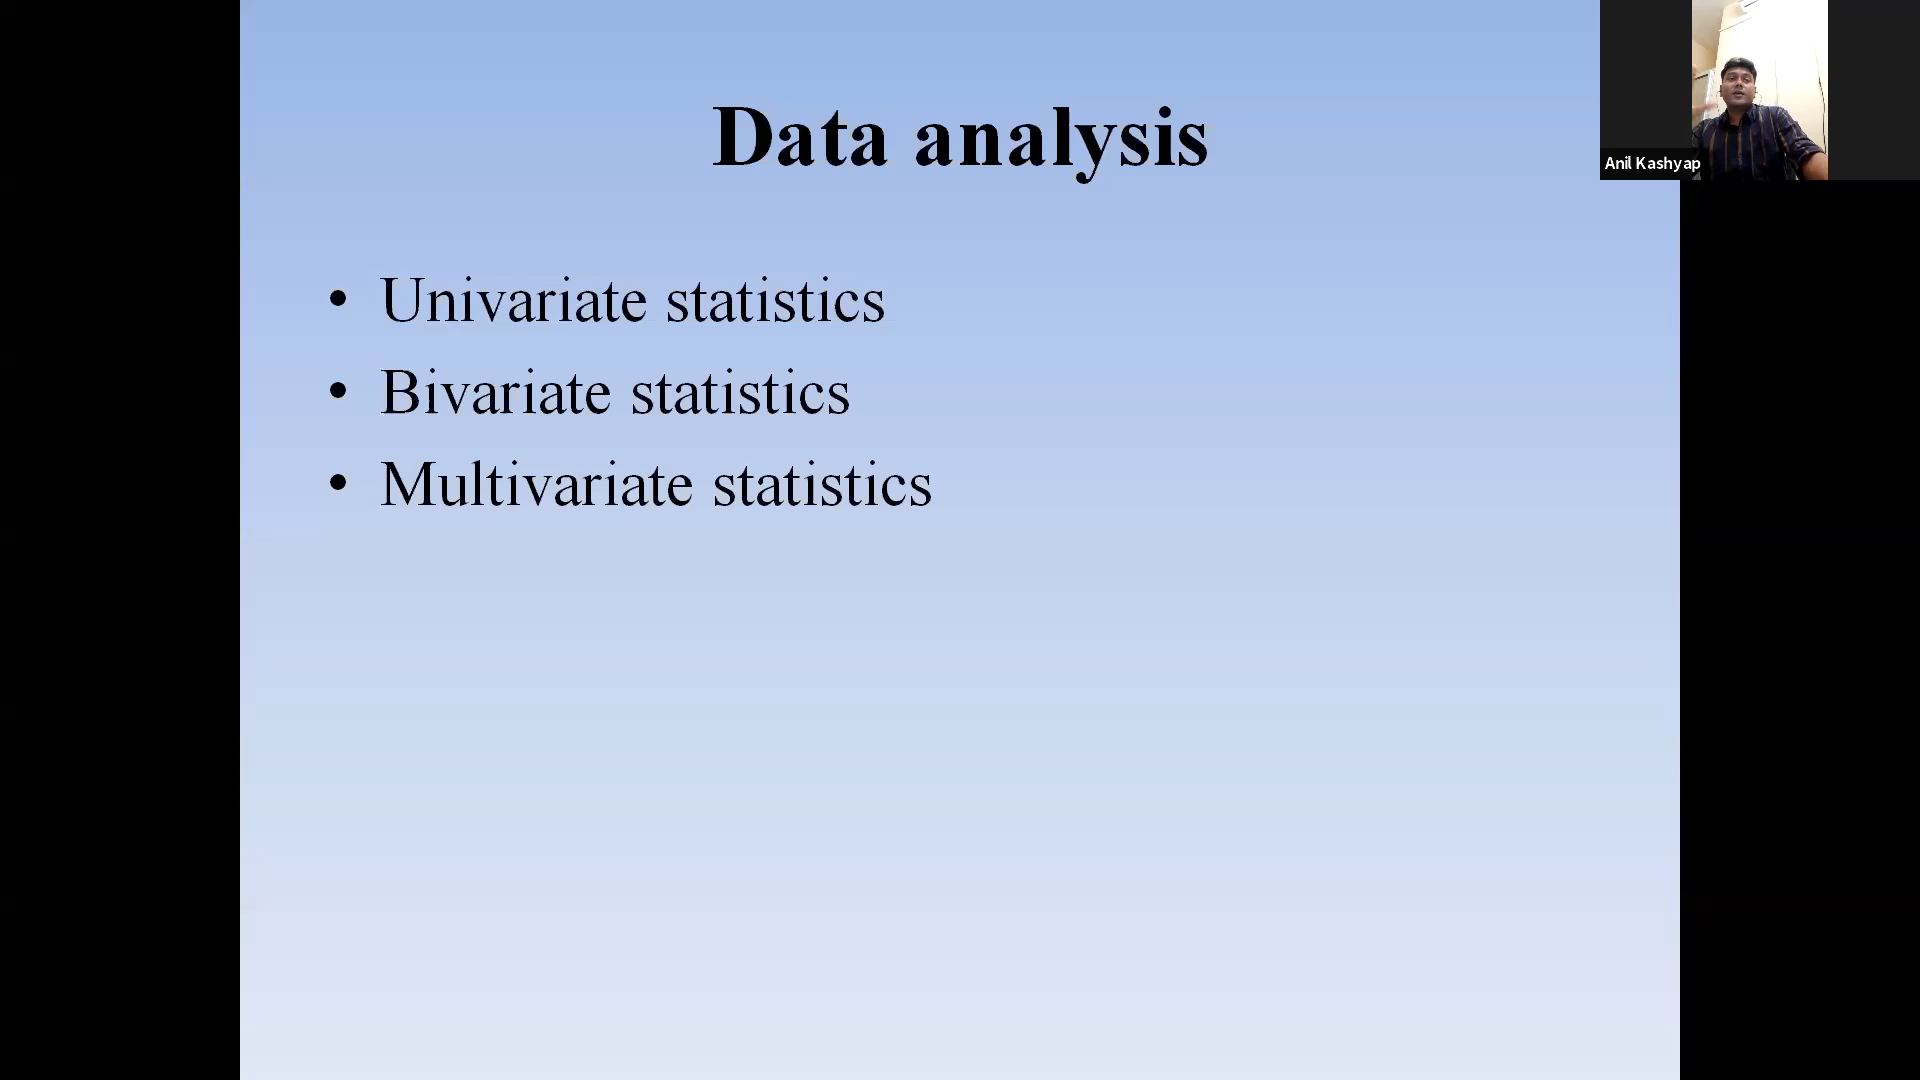 Data analysis
Anil Kashyap
• Univariate statistics
• Bivariate statistics
• Multivariate statistics